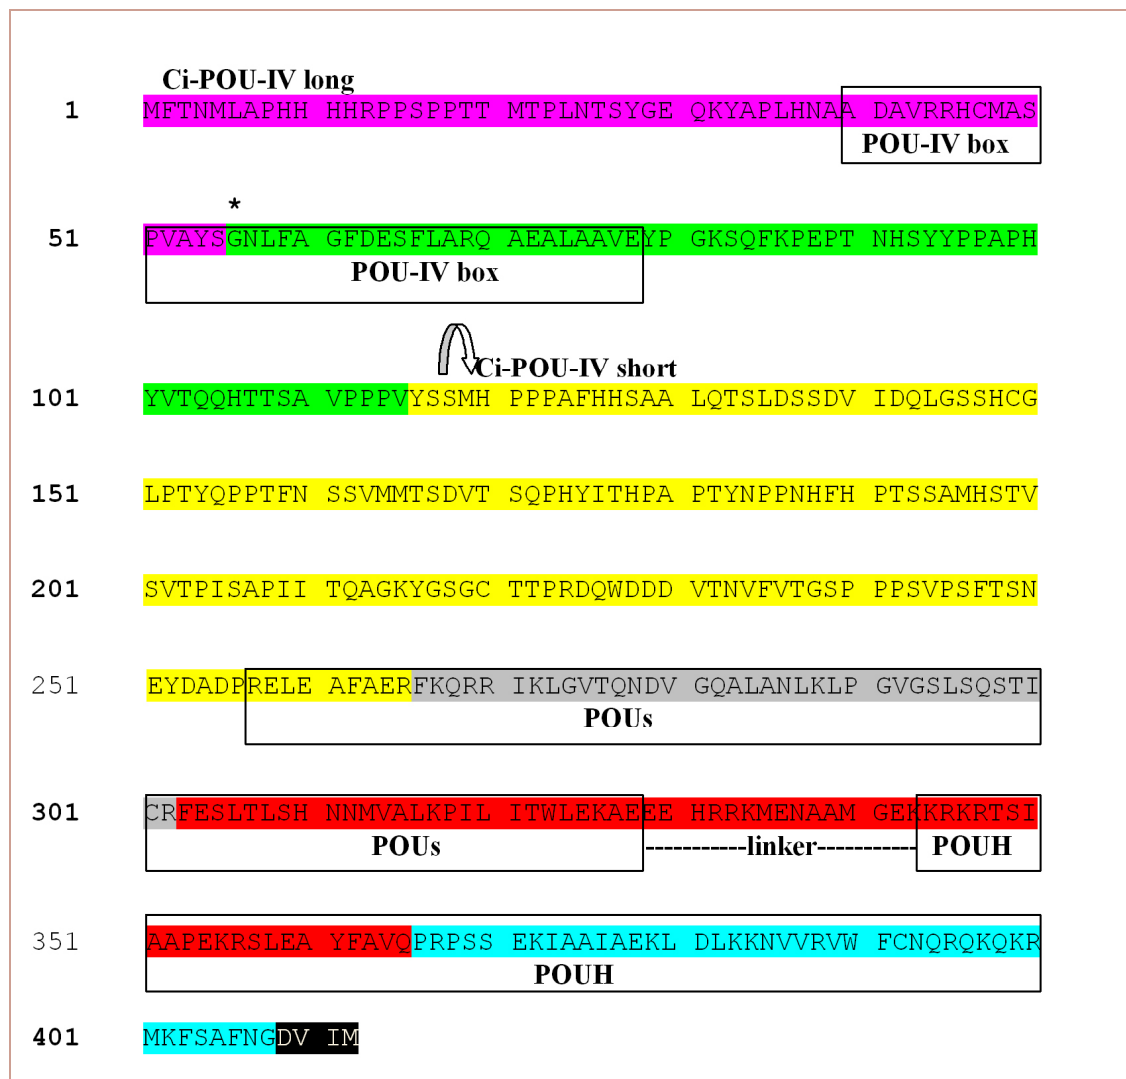 Ci-POU-IV long
1 MFTNMLAPHH HHRPPSPPTT MTPLNTSYGE QKYAPLHNAA DAVRRHCMAS
POU-IV box
*
51 PVAYSGNLFA GFDESFLARQ AEALAAVEYP GKSQFKPEPT NHSYYPPAPH
POU-IV box
Ci-POU-IV short
101 YVTQQHTTSA VPPPVYSSMH PPPAFHHSAA LQTSLDSSDV IDQLGSSHCG
151 LPTYQPPTFN SSVMMTSDVT SQPHYITHPA PTYNPPNHFH PTSSAMHSTV
201 SVTPISAPII TQAGKYGSGC TTPRDQWDDD VTNVFVTGSP PPSVPSFTSN
251 EYDADPRELE AFAERFKQRR IKLGVTQNDV GQALANLKLP GVGSLSQSTI
POUs
301 CRFESLTLSH NNMVALKPIL ITWLEKAEEE HRRKMENAAM GEKKRKRTSI
POUs ----------linker---------- POUH
351 AAPEKRSLEA YFAVQPRPSS EKIAAIAEKL DLKKNVVRVW FCNQRQKQKR
POUH
401 MKFSAFNGDV IM